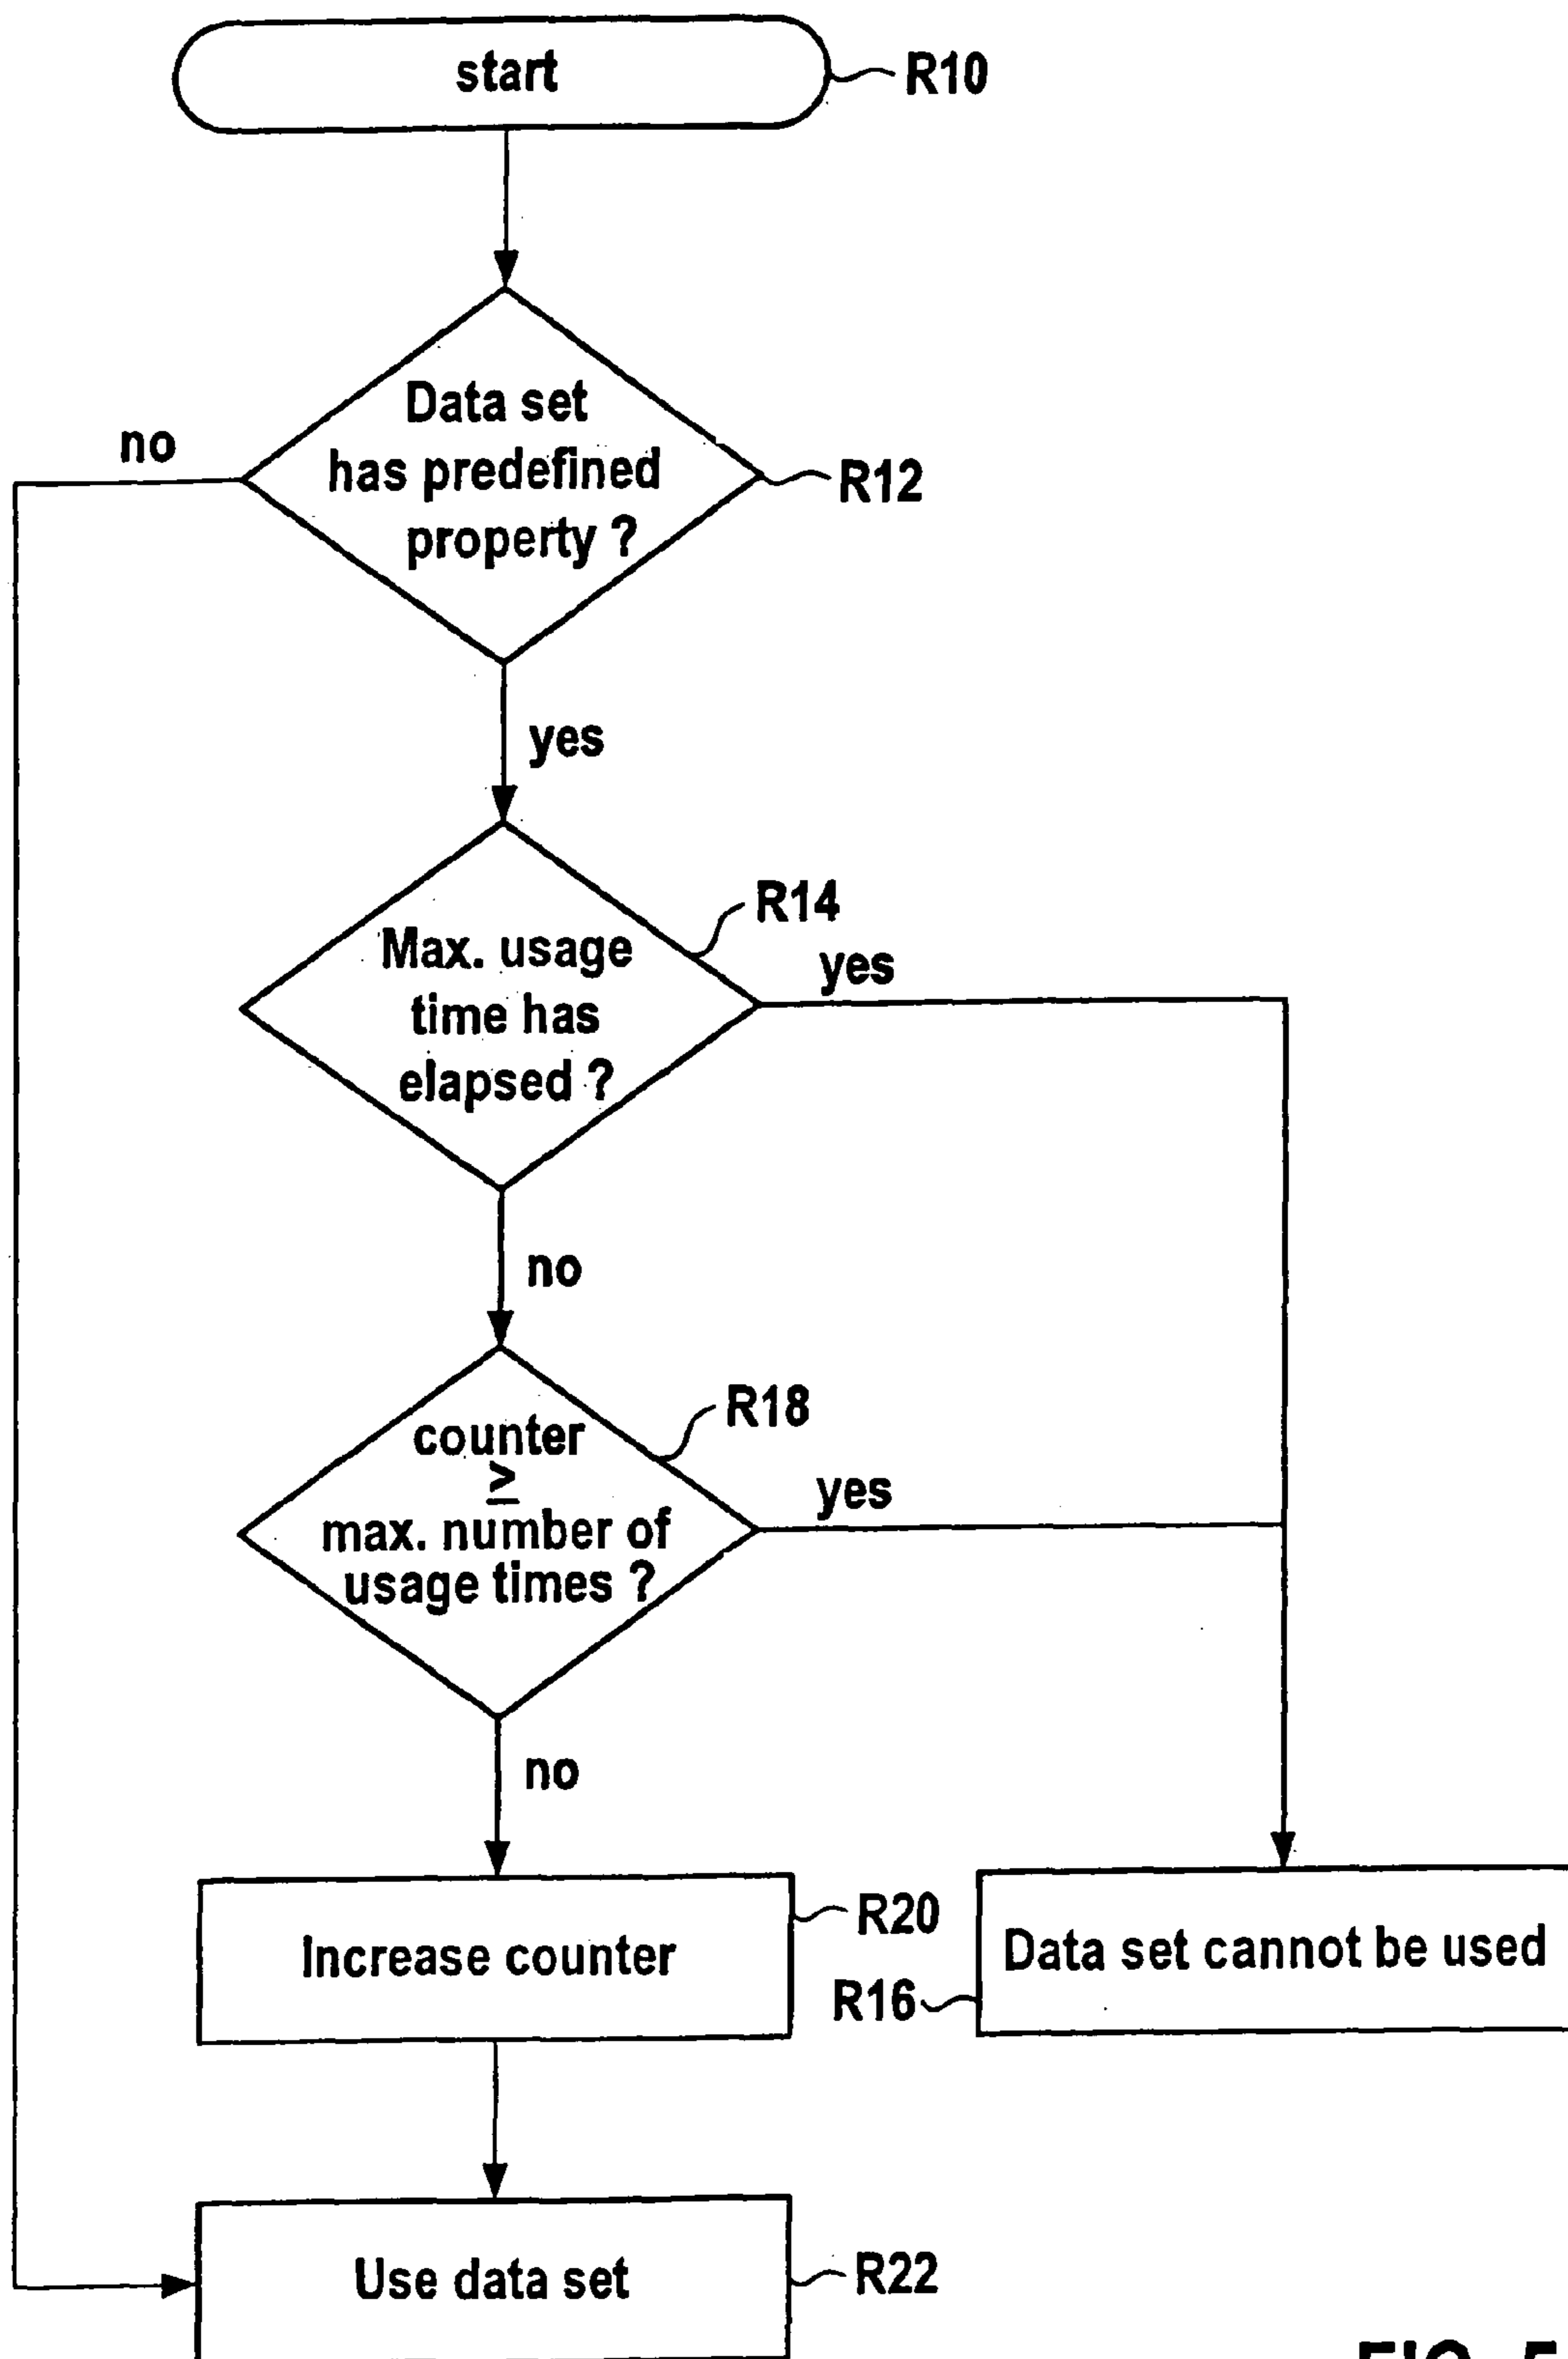 start
R10
Data set
has predefined
property ?
no
R12
yes
R14
Max. usage
time has
elapsed ?
yes
no
R18
counter
≥
max. number of
usage times ?
yes
no
R20
Increase counter
Data set cannot be used
R16
Use data set
R22